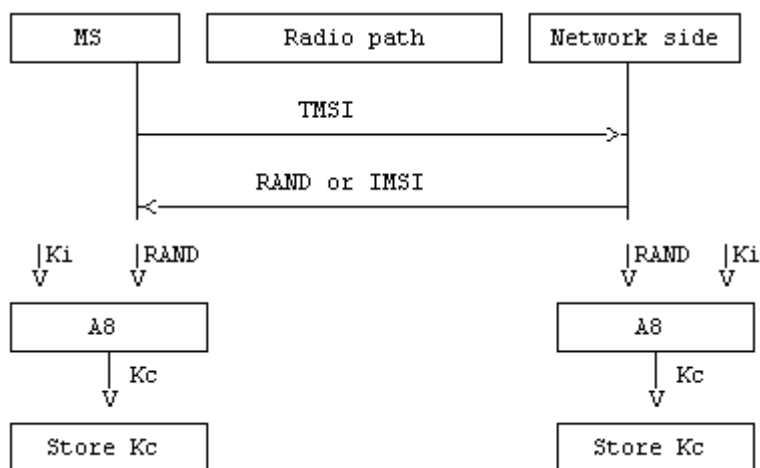 MS Radio path Network side
TMSI
RAND or IMSI
|Ki |RAND |RAND |Ki
A8 A8
Kc Kc
Store Kc Store Kc